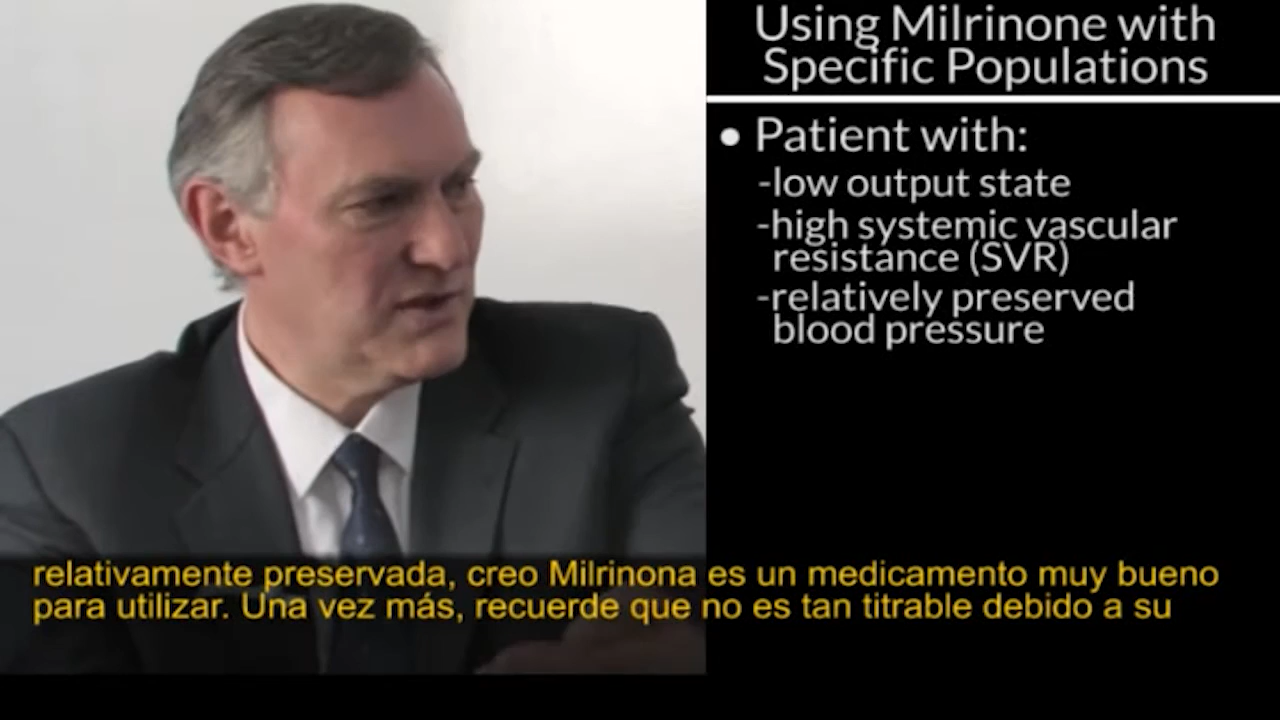 Using Milrinone with
Specific Populations
• Patient with:
-low output state
-high systemic vascular
resistance (SVR)
-relatively preserved
blood pressure
relativamente preservada, creo Milrinona es un medicamento muy bueno
para utilizar. Una vez más, recuerde que no es tan titrable debido a su